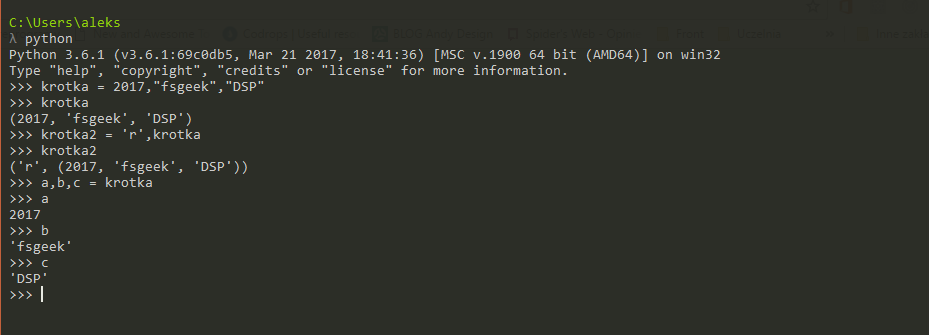 C:\Users\aleks
λ python
Python 3.6.1 (v3.6.1:69c0db5, Mar 21 2017, 18:41:36) [MSC v.1900 64 bit (AMD64)] on win32
Type "help", "copyright", "credits" or "license" for more information.
>>> krotka = 2017,"fsgeek","DSP"
>>> krotka
(2017, 'fsgeek', 'DSP')
>>> krotka2 = 'r',krotka
>>> krotka2
('r', (2017, 'fsgeek', 'DSP'))
>>> a,b,c = krotka
>>> a
2017
>>> b
'fsgeek'
>>> c
'DSP'
>>>